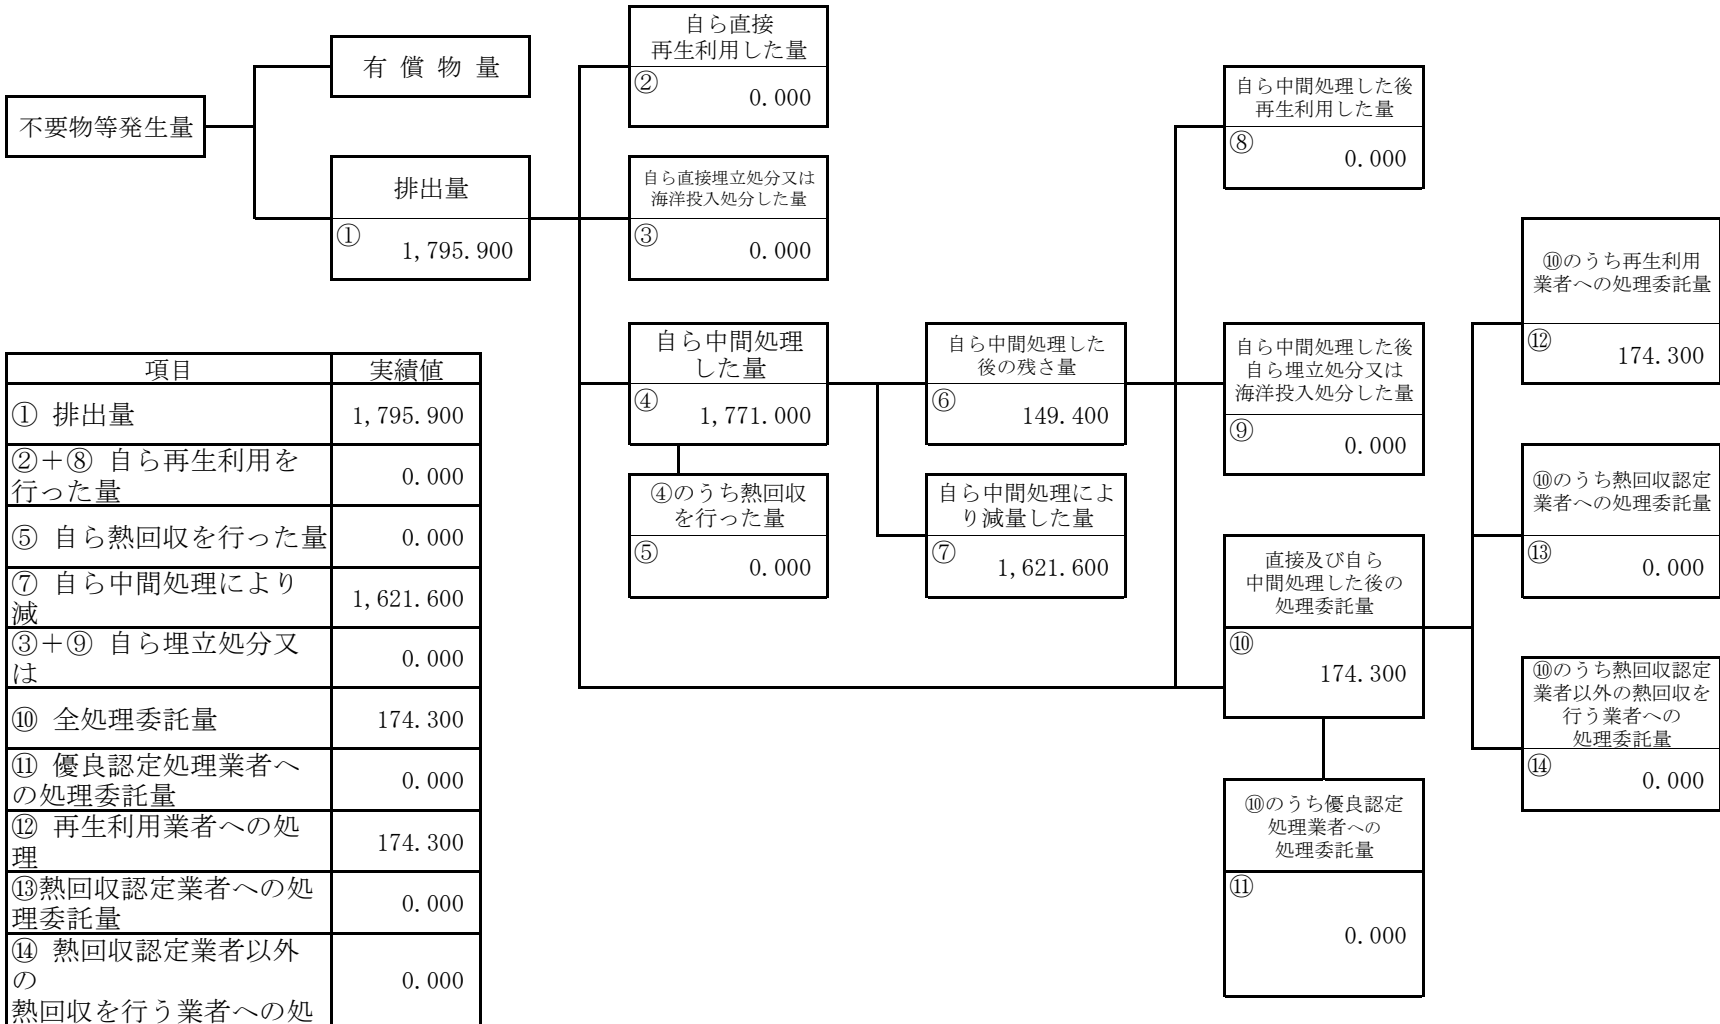 不要物等発生量
有 償 物 量
排出量
①
1,795.900
自ら直接
再生利用した量
②
0.000
自ら直接埋立処分又は
海洋投入処分した量
③
0.000
自ら中間処理
した量
④
1,771.000
④のうち熱回収
を行った量
⑤
0.000
自ら中間処理した
後の残さ量
⑥
149.400
自ら中間処理によ
り減量した量
⑦
1,621.600
自ら中間処理した後
再生利用した量
⑧
0.000
自ら中間処理した後
自ら埋立処分又は
海洋投入処分した量
⑨
0.000
直接及び自ら
中間処理した後の
処理委託量
⑩
174.300
⑩のうち優良認定
処理業者への
処理委託量
⑪
0.000
⑩のうち再生利用
業者への処理委託量
⑫
174.300
⑩のうち熱回収認定
業者への処理委託量
⑬
0.000
⑩のうち熱回収認定
業者以外の熱回収を
行う業者への
処理委託量
⑭
0.000
項目 実績値
① 排出量 1,795.900
②+⑧ 自ら再生利用を
行った量 0.000
⑤ 自ら熱回収を行った量 0.000
⑦ 自ら中間処理により
減 1,621.600
③+⑨ 自ら埋立処分又
は 0.000
⑩ 全処理委託量 174.300
⑪ 優良認定処理業者へ
の処理委託量 0.000
⑫ 再生利用業者への処
理 174.300
⑬熱回収認定業者への処
理委託量 0.000
⑭ 熱回収認定業者以外
の 0.000
熱回収を行う業者への処